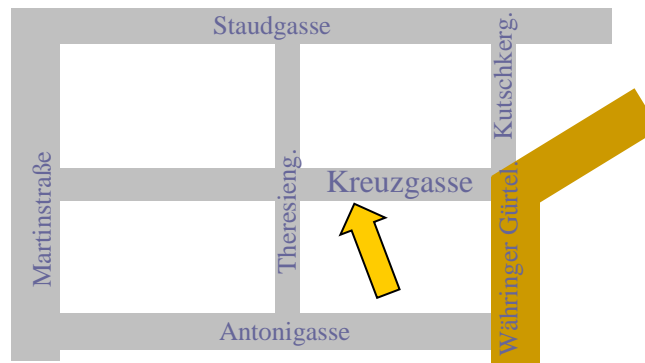 Staudgasse
Kutschkerg.
Martinstraße
Theresieng.
Kreuzgasse
Währinger Gürtel.
Antonigasse